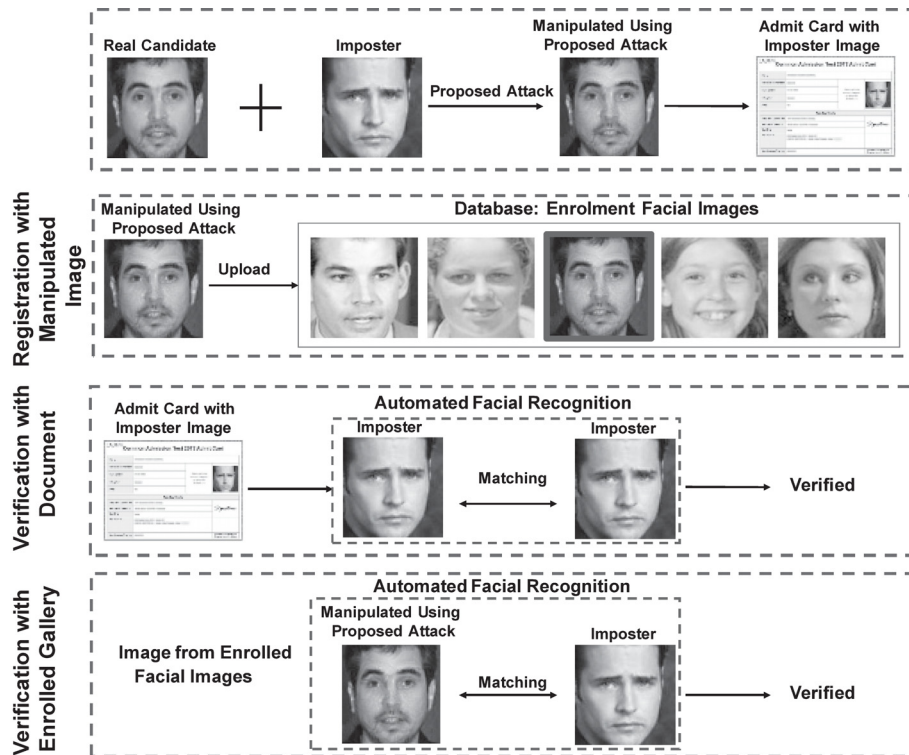 Real Candidate
Imposter
Manipulated Using
Proposed Attack
Admit Card with
Imposter Image
Proposed Attack
Registration with
Manipulated
Image
Manipulated Using
Proposed Attack
Upload
Database: Enrolment Facial Images
Verification with
Document
Admit Card with
Imposter Image
Automated Facial Recognition
Imposter
Imposter
Matching
Verified
Verification with
Enrolled Gallery
Automated Facial Recognition
Image from Enrolled
Facial Images
Manipulated Using
Proposed Attack
Imposter
Matching
Verified